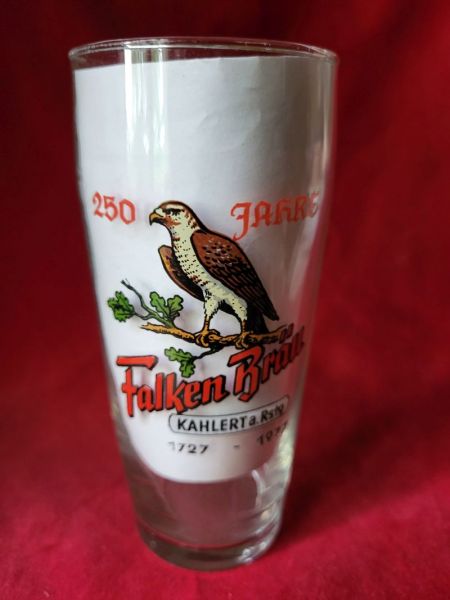 250 JAHRE
Falken Bräu
KAHLERT a. Rstg
1727 - 1977